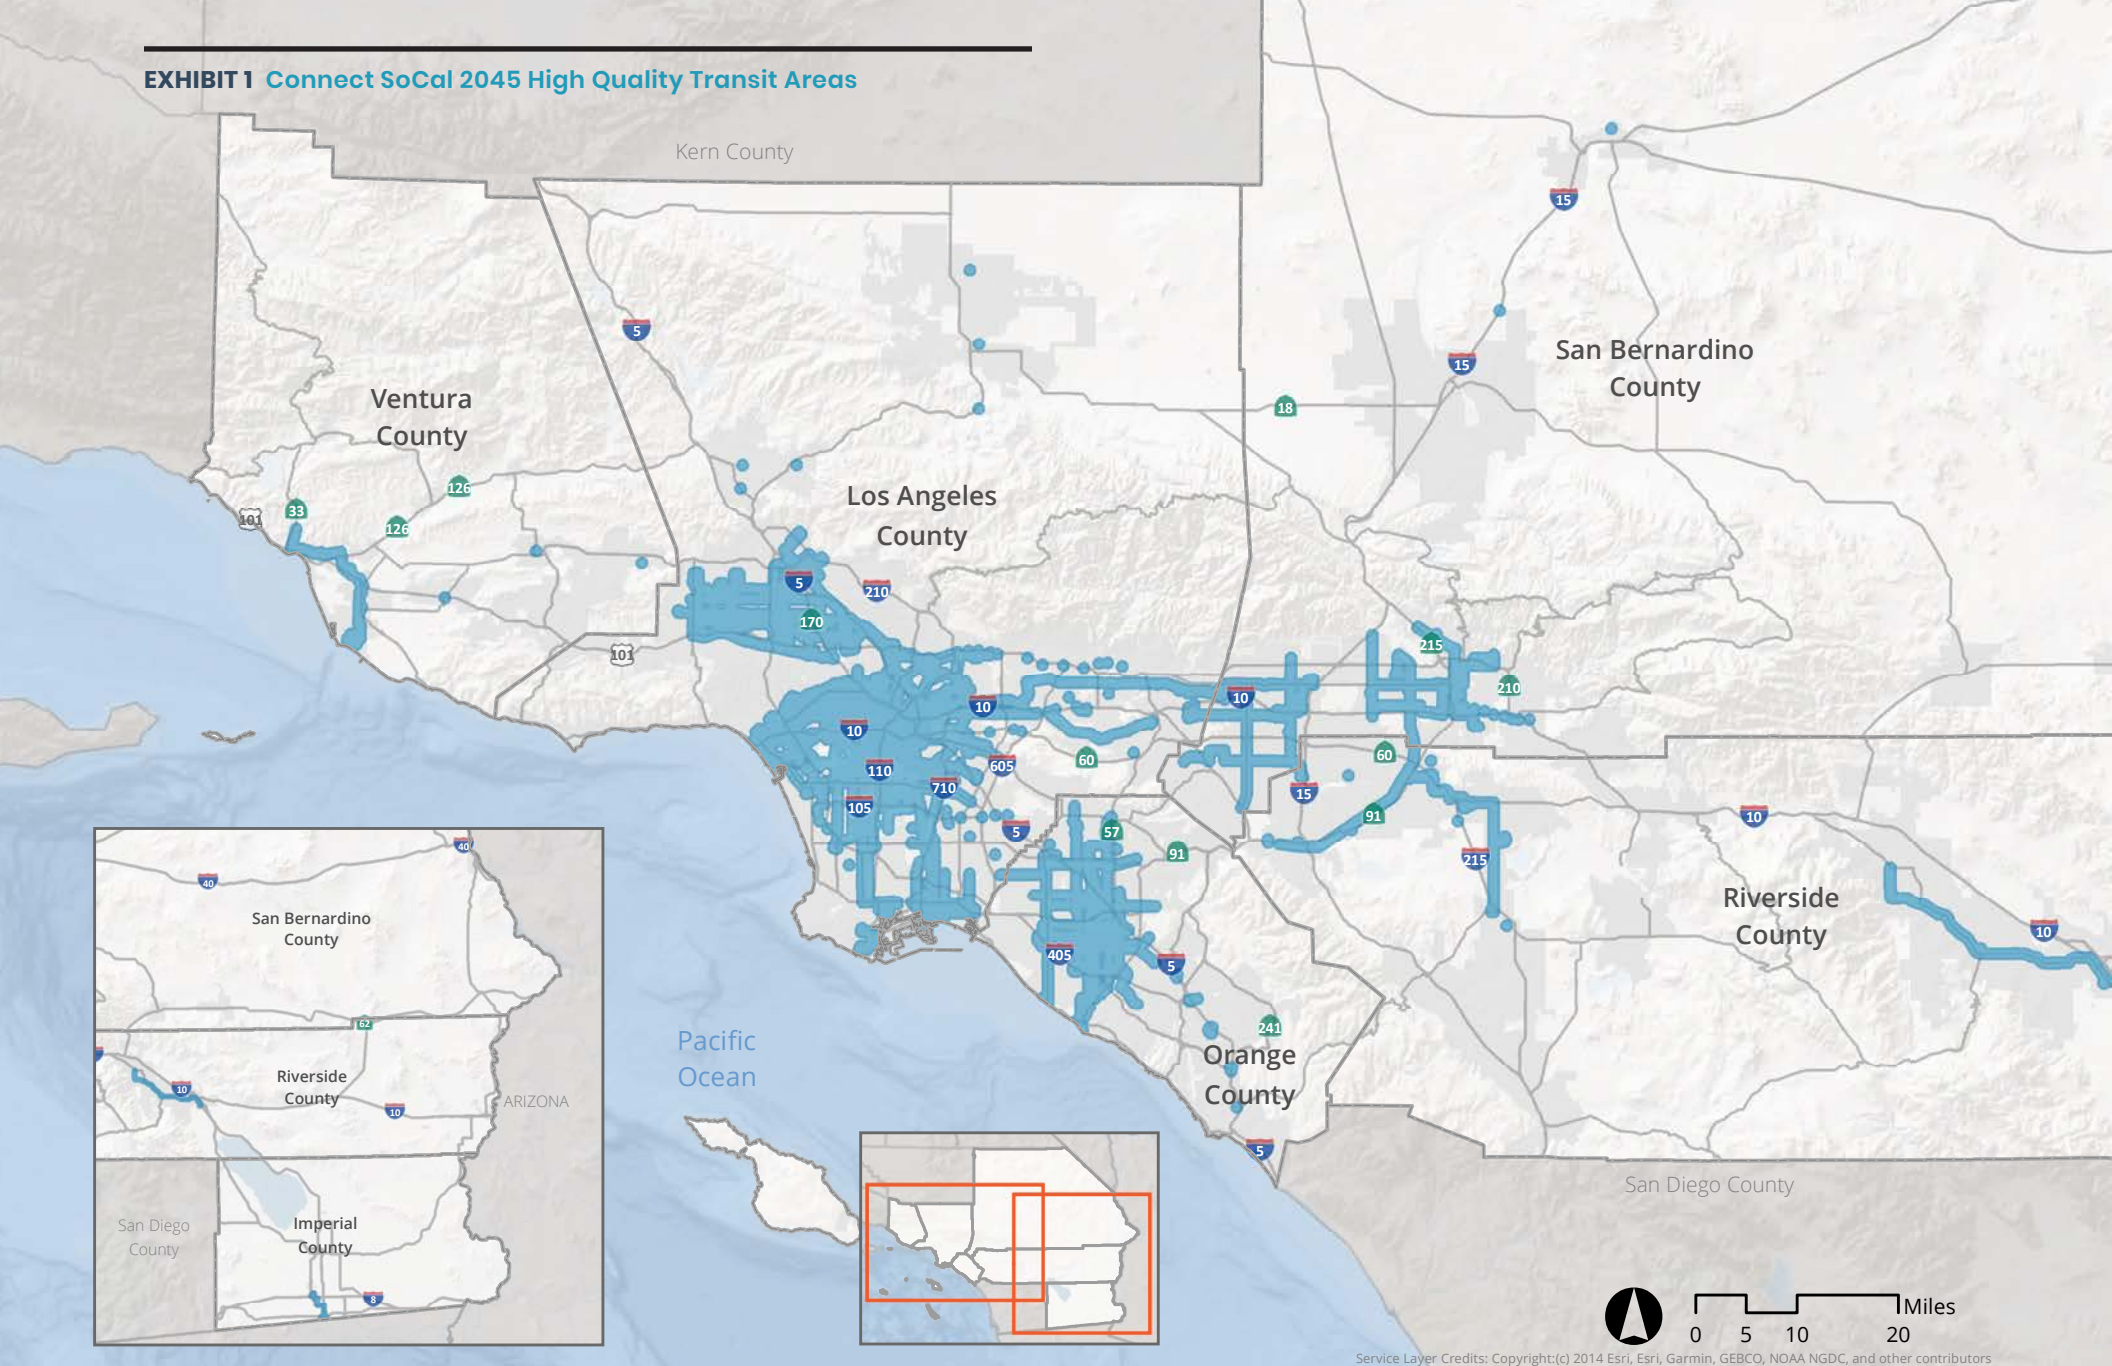 EXHIBIT 1 Connect SoCal 2045 High Quality Transit Areas
Kern County
15
5
15
San Bernardino
County
Ventura
County
18
126
Los Angeles
County
33
101
126
5
210
170
215
101
210
10
10
10
60
60
605
110
710
15
105
91
10
5
57
91
215
Riverside
County
10
405
5
241
Orange
County
5
Pacific
Ocean
San Diego County
40
40
San Bernardino
County
62
Riverside
County
10
10
ARIZONA
San Diego
County
Imperial
County
8
Miles
0 5 10 20
Service Layer Credits: Copyright:(c) 2014 Esri, Esri, Garmin, GEBCO, NOAA NGDC, and other contributors